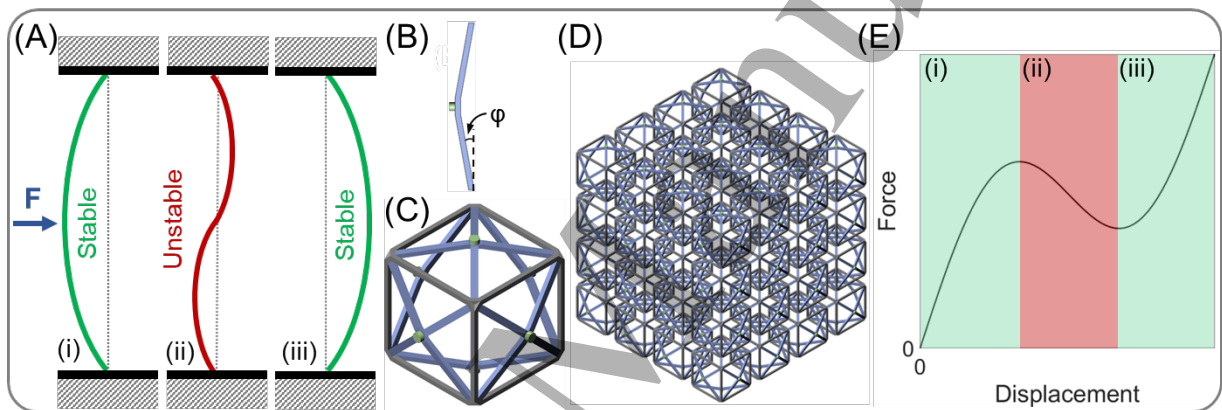 (A)
F
Stable
Unstable
Stable
(i)
(ii)
(iii)
(B)
φ
(C)
(D)
(E)
(i)
(ii)
(iii)
Force
0
0
Displacement